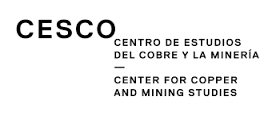 CESCO
CENTRO DE ESTUDIOS
DEL COBRE Y LA MINERÍA
—
CENTER FOR COPPER
AND MINING STUDIES